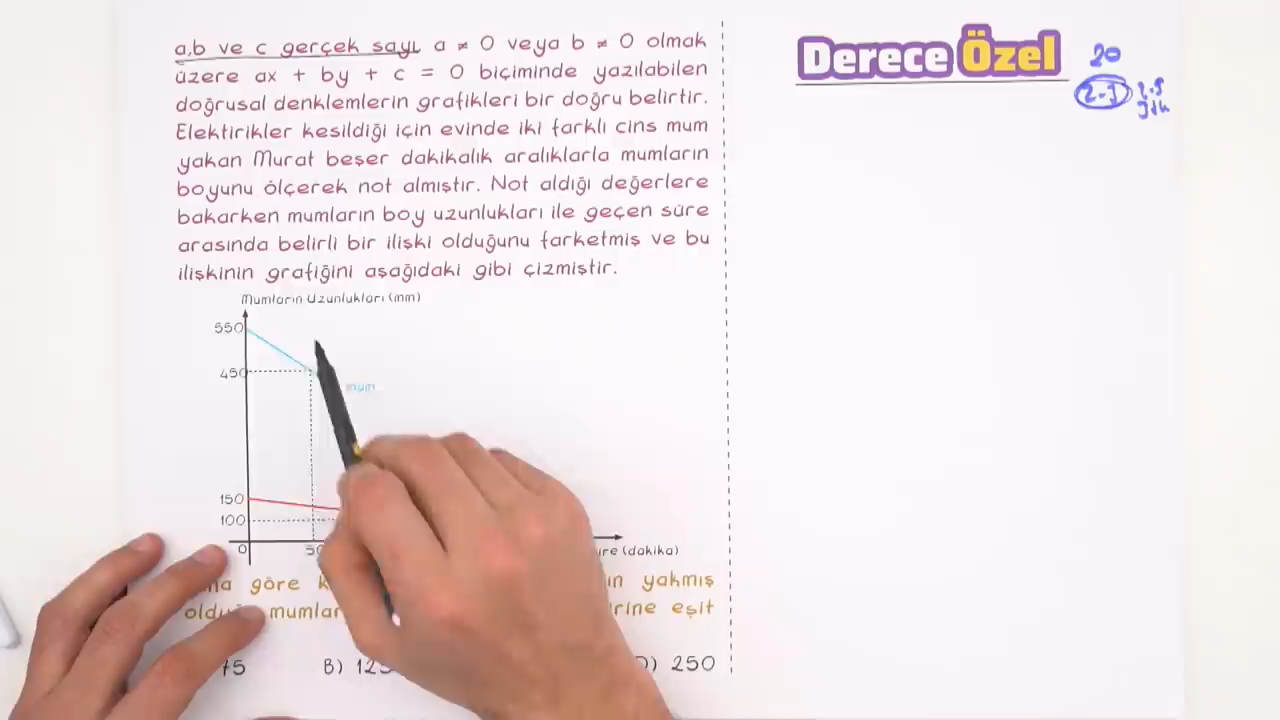 a,b ve c gerçek sayı a ≠ 0 veya b ≠ 0 olmak
üzere ax + by + c = 0 biçiminde yazılabilen
doğrusal denklemlerin grafikleri bir doğru belirtir.
Elektirikler kesildiği için evinde iki farklı cins mum
yakan Murat beşer dakikalık aralıklarla mumların
boyunu ölçerek not almıştır. Not aldığı değerlere
bakarken mumların boy uzunlukları ile geçen süre
arasında belirli bir ilişki olduğunu farketmiş ve bu
ilişkinin grafiğini aşağıdaki gibi çizmiştir.
Mumların Uzunlukları (mm)
550
450
mum
150
100
0
(dakika)
göre yakmış
eşit
B)
D) 250
Derece Özel
20